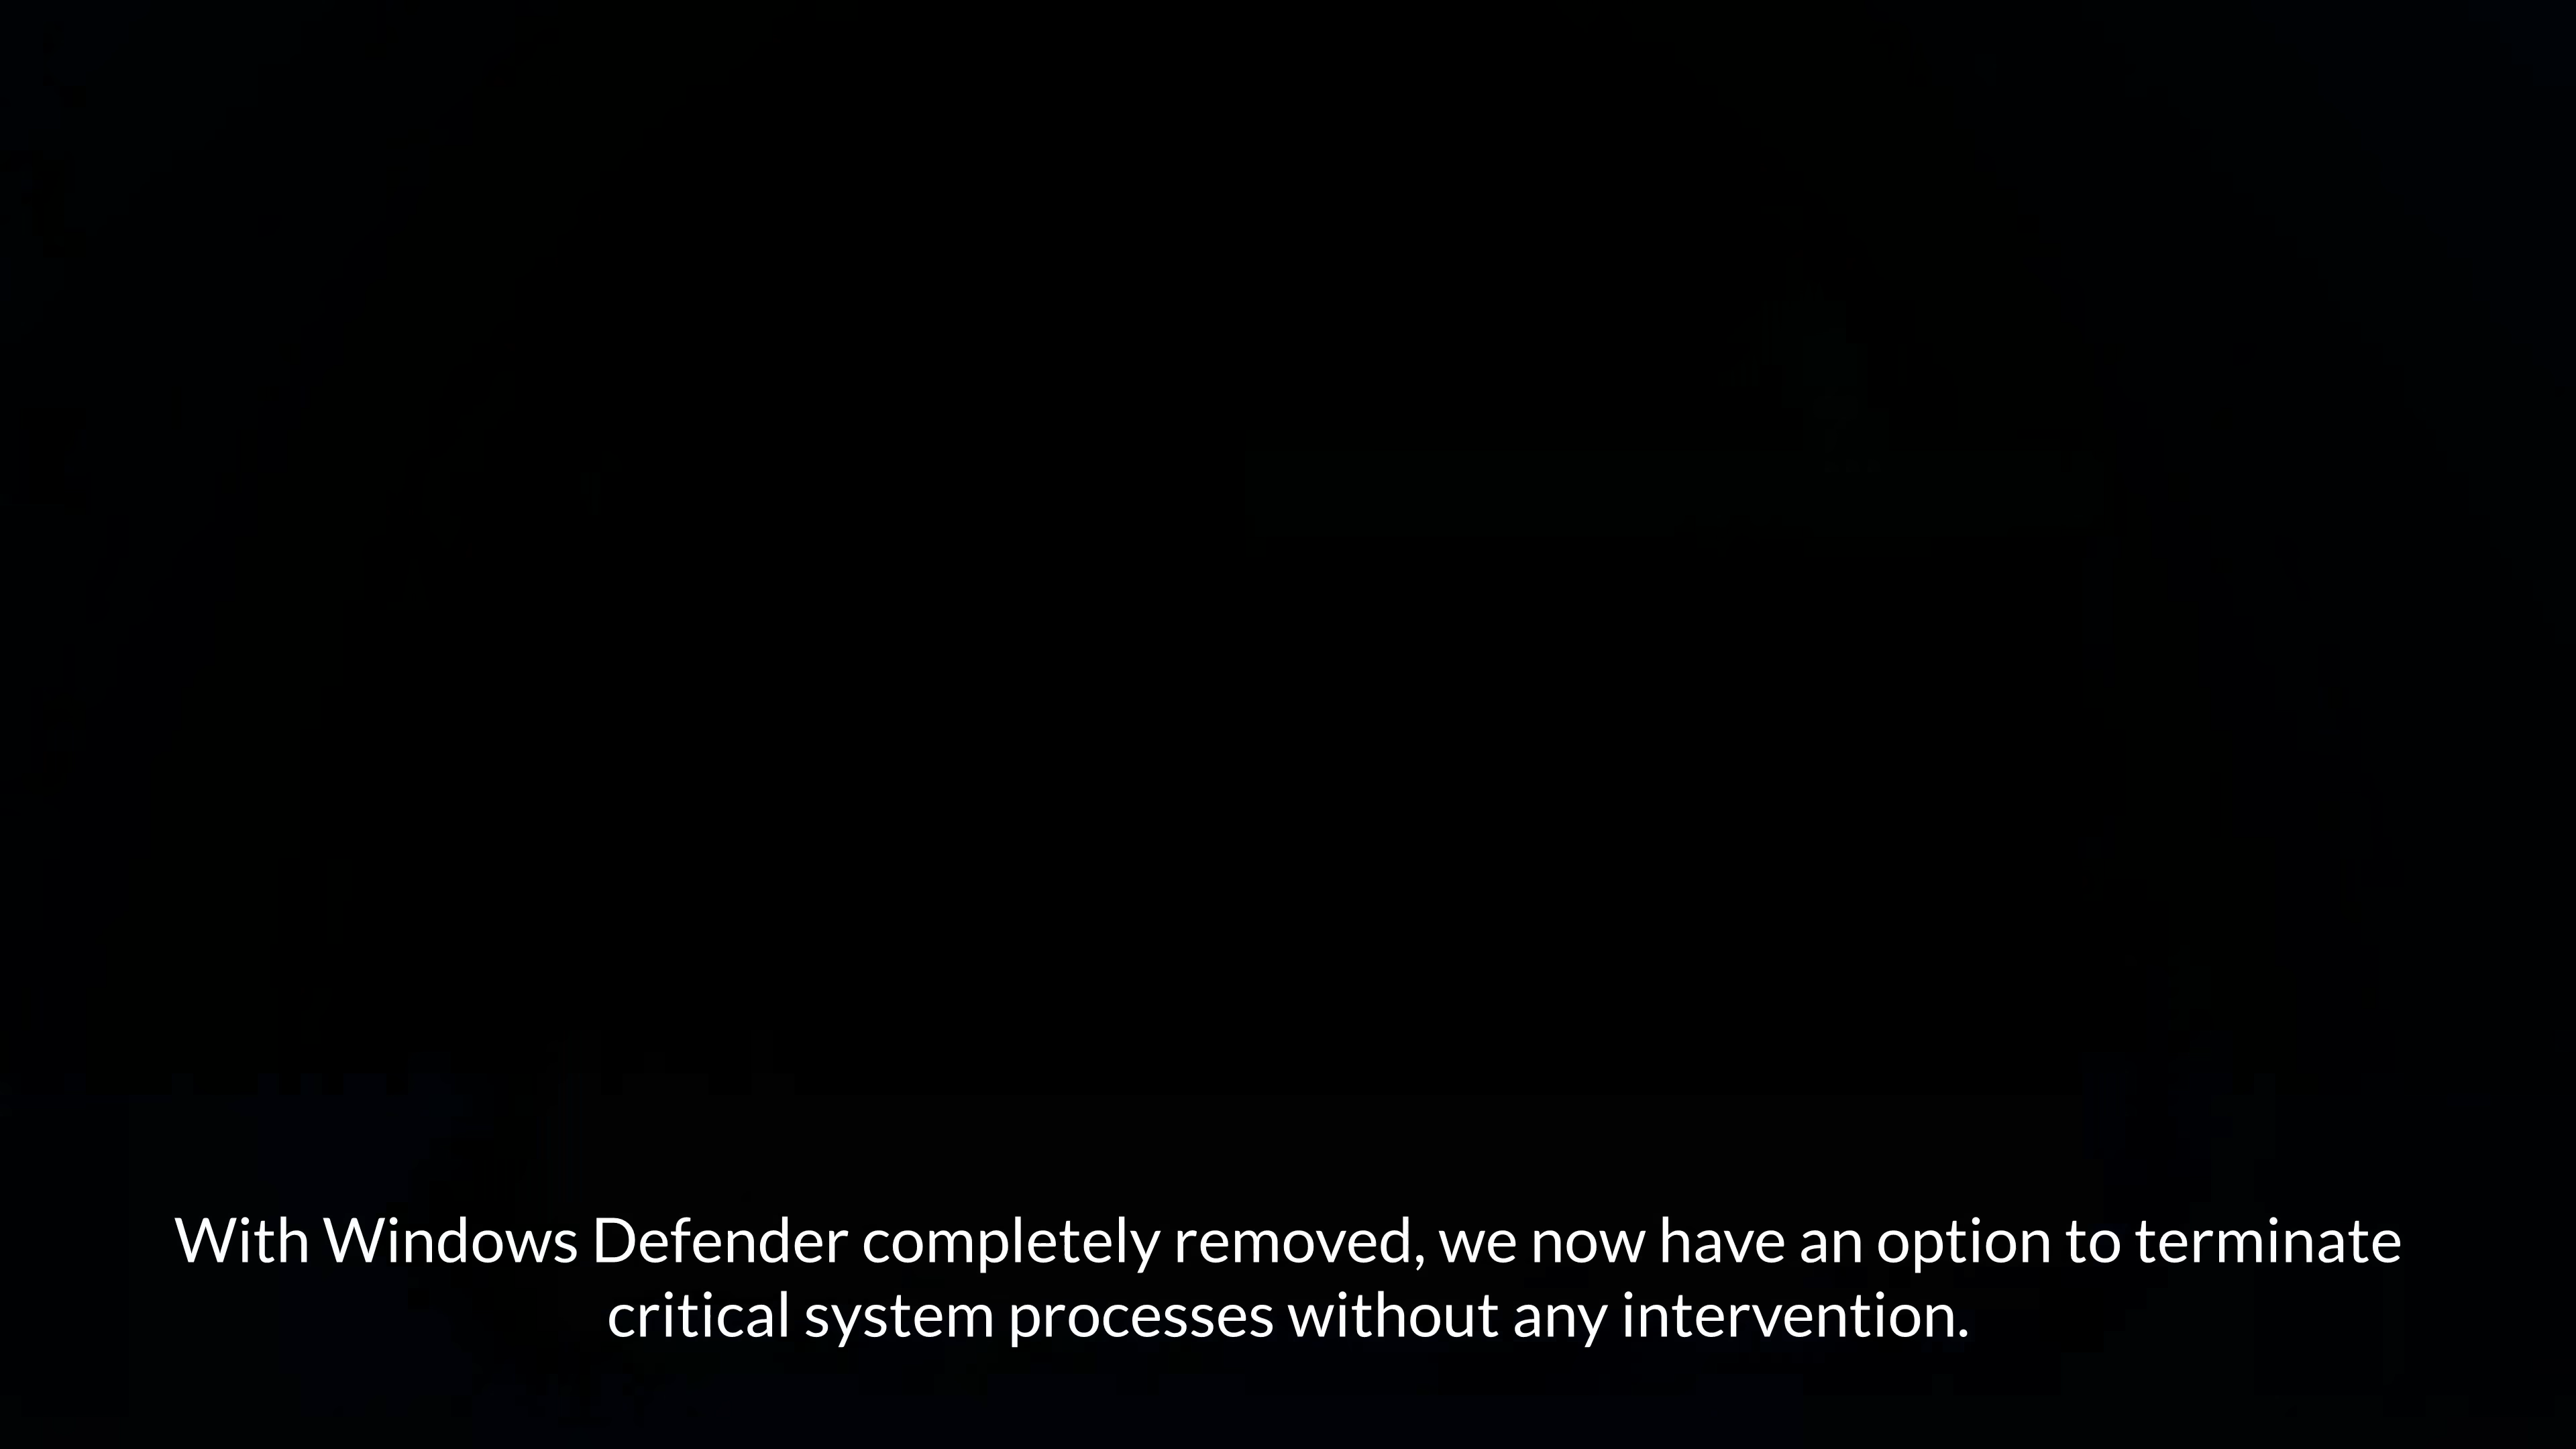 With Windows Defender completely removed, we now have an option to terminate
critical system processes without any intervention.